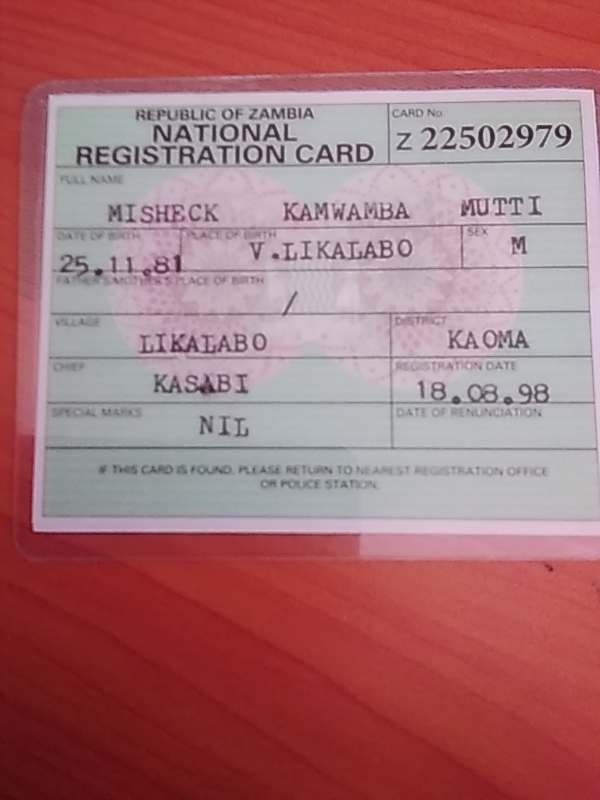 REPUBLIC OF ZAMBIA
NATIONAL
REGISTRATION CARD
CARD No.
Z 22502979
FULL NAME
MISHECK KAMWAMBA MUTTI
DATE OF BIRTH
25.11.81
PLACE OF BIRTH
V.LIKALABO
SEX
M
FATHER'S/MOTHER'S PLACE OF BIRTH
/
VILLAGE
LIKALABO
DISTRICT
KAOMA
CHIEF
KASABI
REGISTRATION DATE
18.08.98
SPECIAL MARKS
NIL
DATE OF RENUNCIATION
IF THIS CARD IS FOUND, PLEASE RETURN TO NEAREST REGISTRATION OFFICE
OR POLICE STATION.